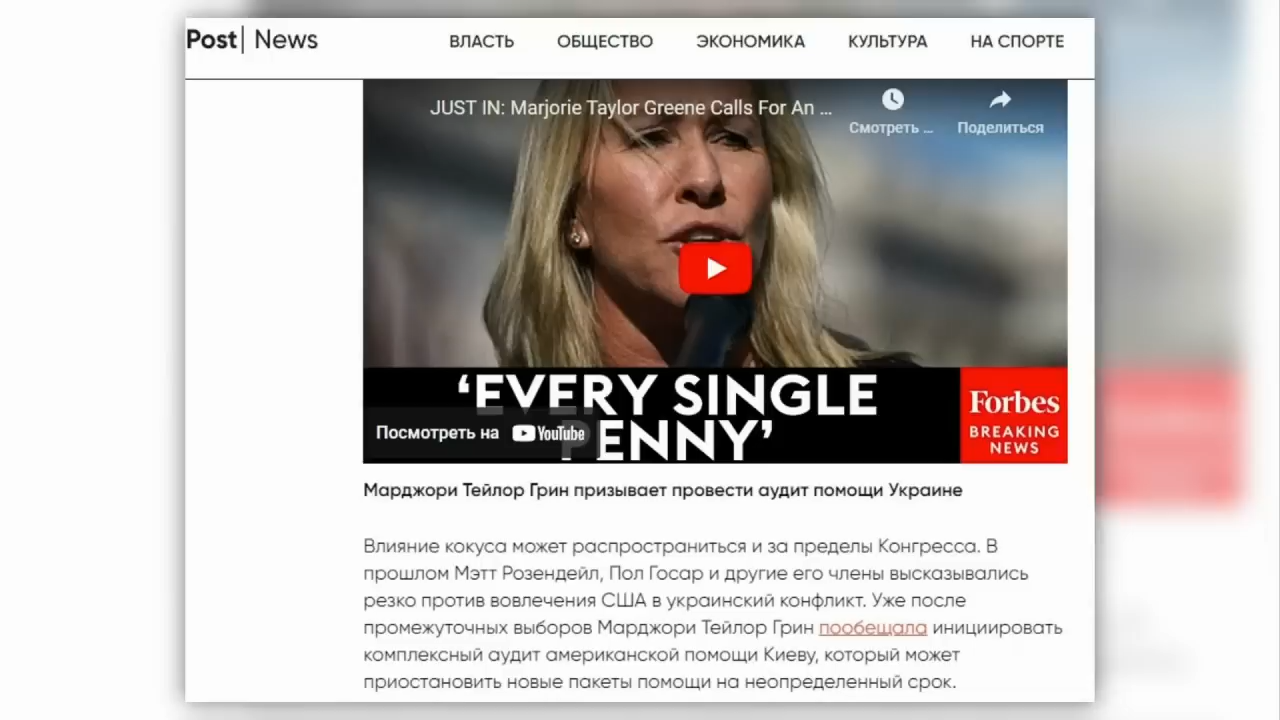 Post| News
ВЛАСТЬ ОБЩЕСТВО ЭКОНОМИКА КУЛЬТУРА НА СПОРТЕ
JUST IN: Marjorie Taylor Greene Calls For An ...
Смотреть ... Поделиться
‘EVERY SINGLE
PENNY’
Посмотреть на YouTube
Forbes
BREAKING
NEWS
Марджори Тейлор Грин призывает провести аудит помощи Украине
Влияние кокуса может распространиться и за пределы Конгресса. В
прошлом Мэтт Розендейл, Пол Госар и другие его члены высказывались
резко против вовлечения США в украинский конфликт. Уже после
промежуточных выборов Марджори Тейлор Грин пообещала инициировать
комплексный аудит американской помощи Киеву, который может
приостановить новые пакеты помощи на неопределенный срок.